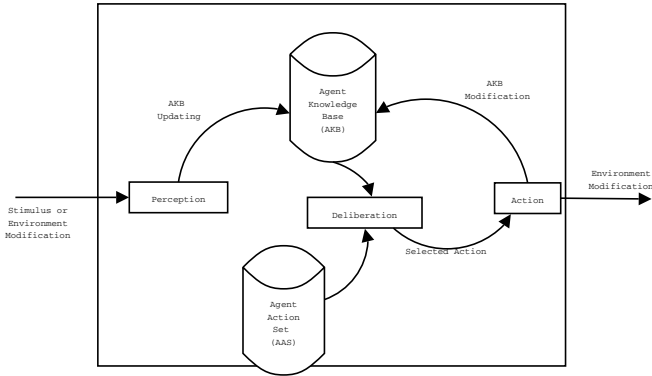 Agent
Knowledge
Base
(AKB)
AKB
Updating
AKB
Modification
Stimulus or
Environment
Modification
Perception
Deliberation
Action
Environment
Modification
Selected Action
Agent
Action
Set
(AAS)